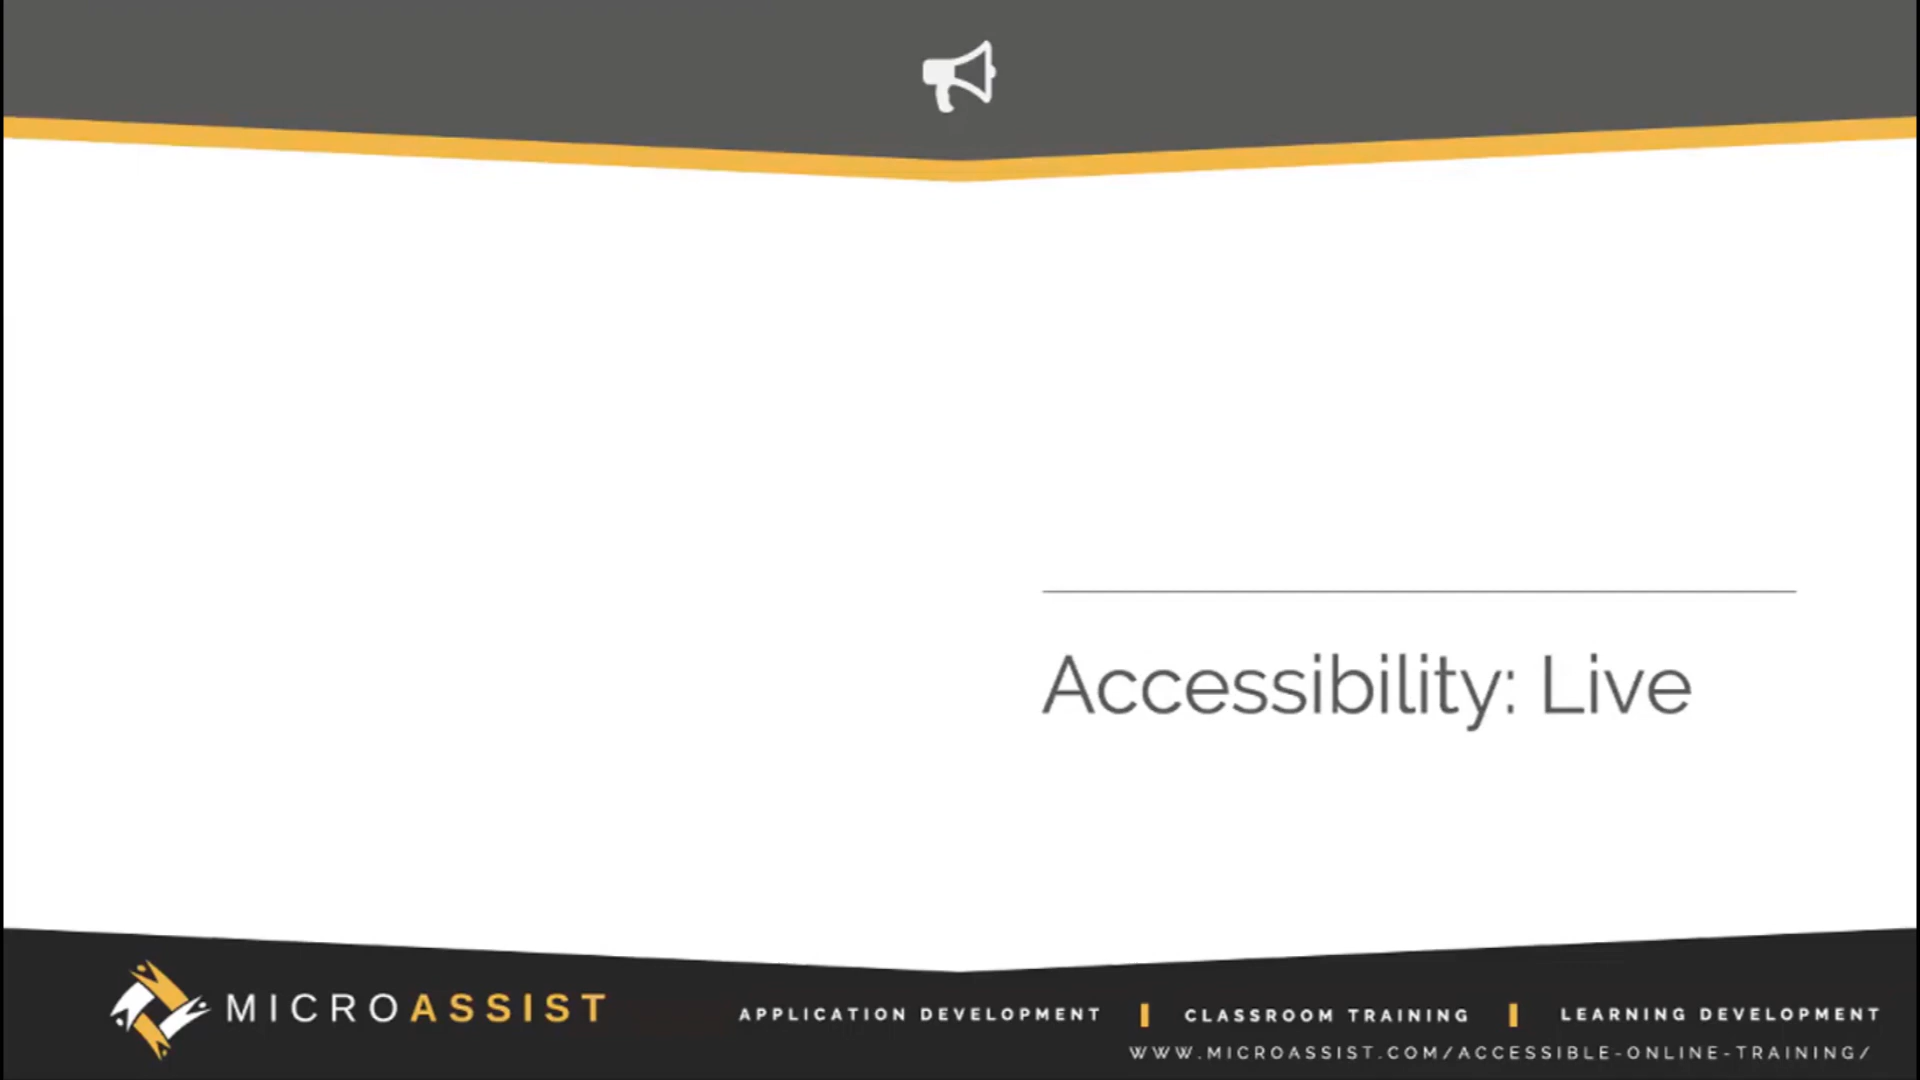 Accessibility: Live
MICROASSIST
APPLICATION DEVELOPMENT
CLASSROOM TRAINING
LEARNING DEVELOPMENT
WWW.MICROASSIST.COM/ACCESSIBLE-ONLINE-TRAINING/